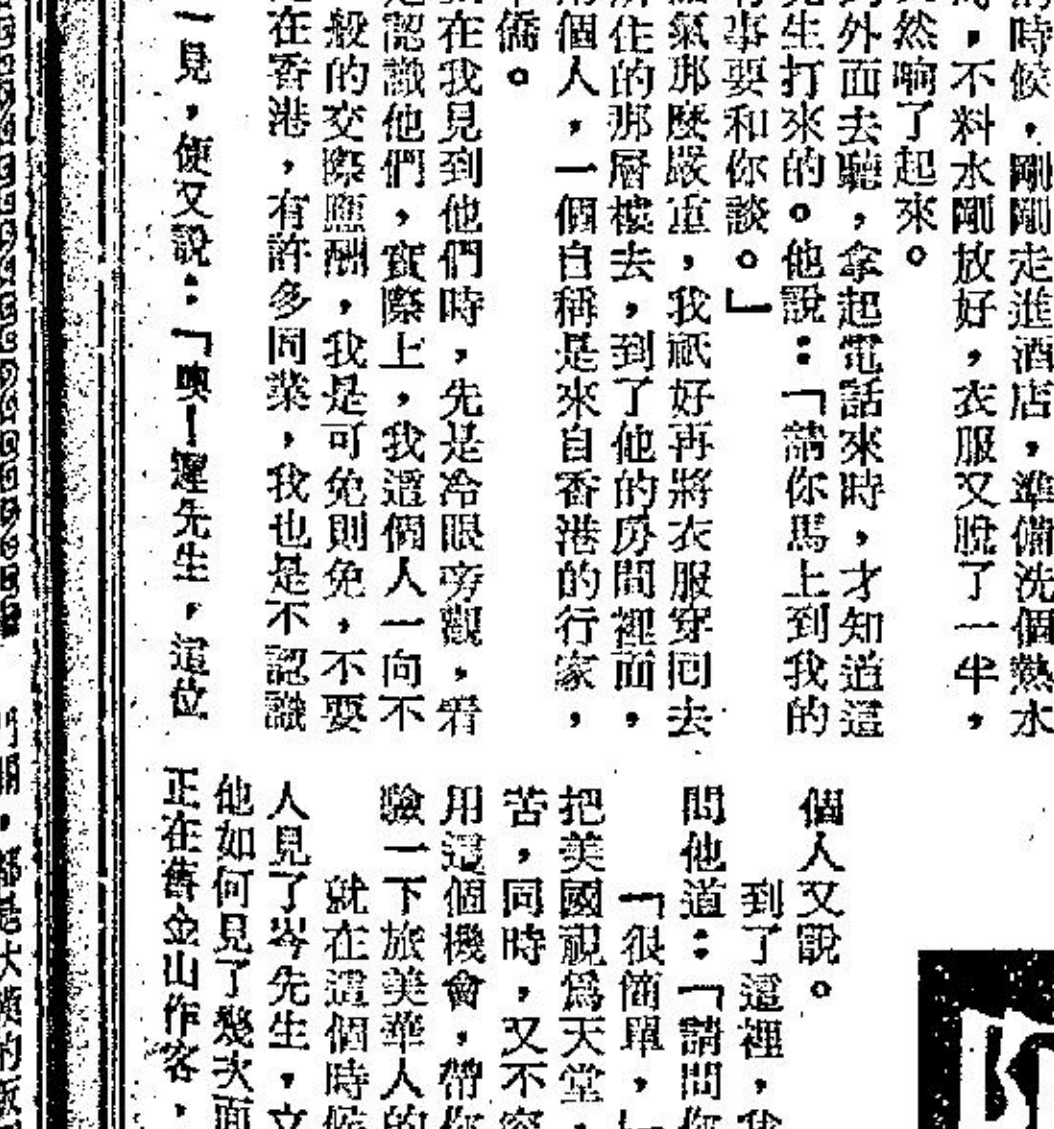 時候，剛剛走進酒店，準備洗個熱水
，不料水剛放好，衣服又脫了一半，
然响了起來。
外面去聽，拿起電話來時，才知道這
生打來的。他說：「請你馬上到我的
事要和你談。」
氣那麼嚴重，我祇好再將衣服穿回去
住的那層樓去，到了他的房間裡面，
個人，一個自稱是來自香港的行家，
僑。
在我見到他們時，先是冷眼旁觀，看
認識他們，實際上，我這個人一向不
般的交際應酬，我是可免則免，不要
在香港，有許多同業，我也是不認識
一見，便又說：「噢！程先生，這位
個人又說。
到了這裡，我
問他道：「請問你
「很簡單，
把美國視為天堂，
苦，同時，又不容
用這個機會，帶你
驗一下旅美華人的
就在這個時候
人見了岑先生，立
他如何見了幾次面
正在舊金山作客，
，都是大